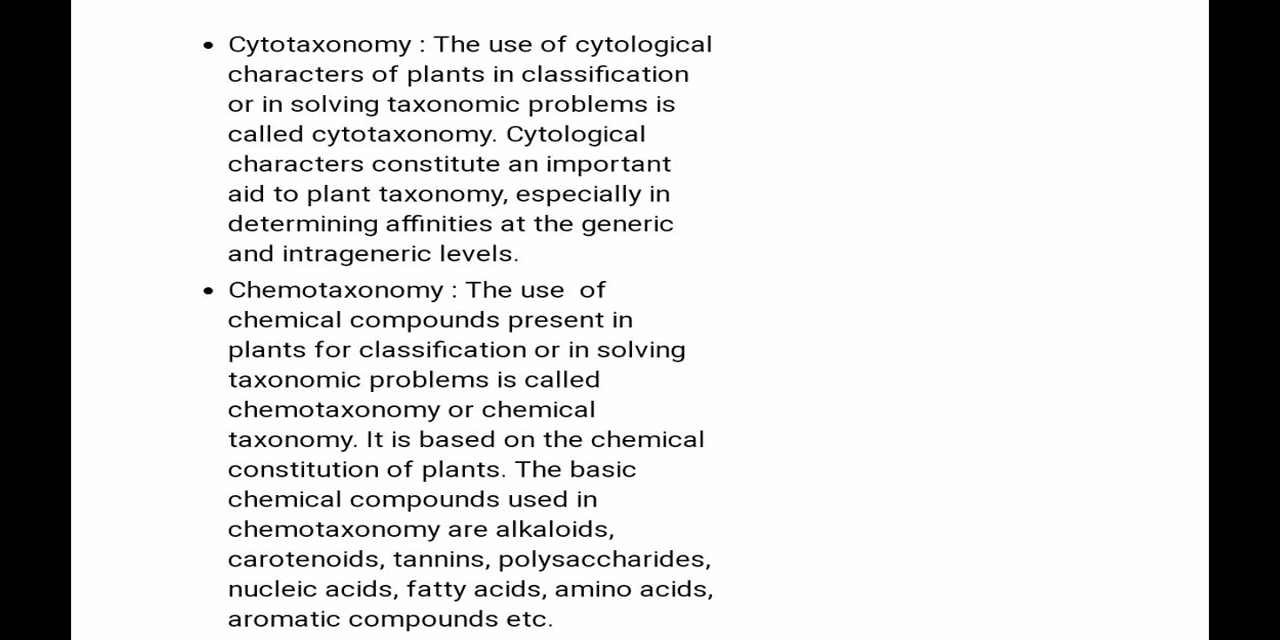 • Cytotaxonomy : The use of cytological
characters of plants in classification
or in solving taxonomic problems is
called cytotaxonomy. Cytological
characters constitute an important
aid to plant taxonomy, especially in
determining affinities at the generic
and intrageneric levels.
• Chemotaxonomy : The use  of
chemical compounds present in
plants for classification or in solving
taxonomic problems is called
chemotaxonomy or chemical
taxonomy. It is based on the chemical
constitution of plants. The basic
chemical compounds used in
chemotaxonomy are alkaloids,
carotenoids, tannins, polysaccharides,
nucleic acids, fatty acids, amino acids,
aromatic compounds etc.